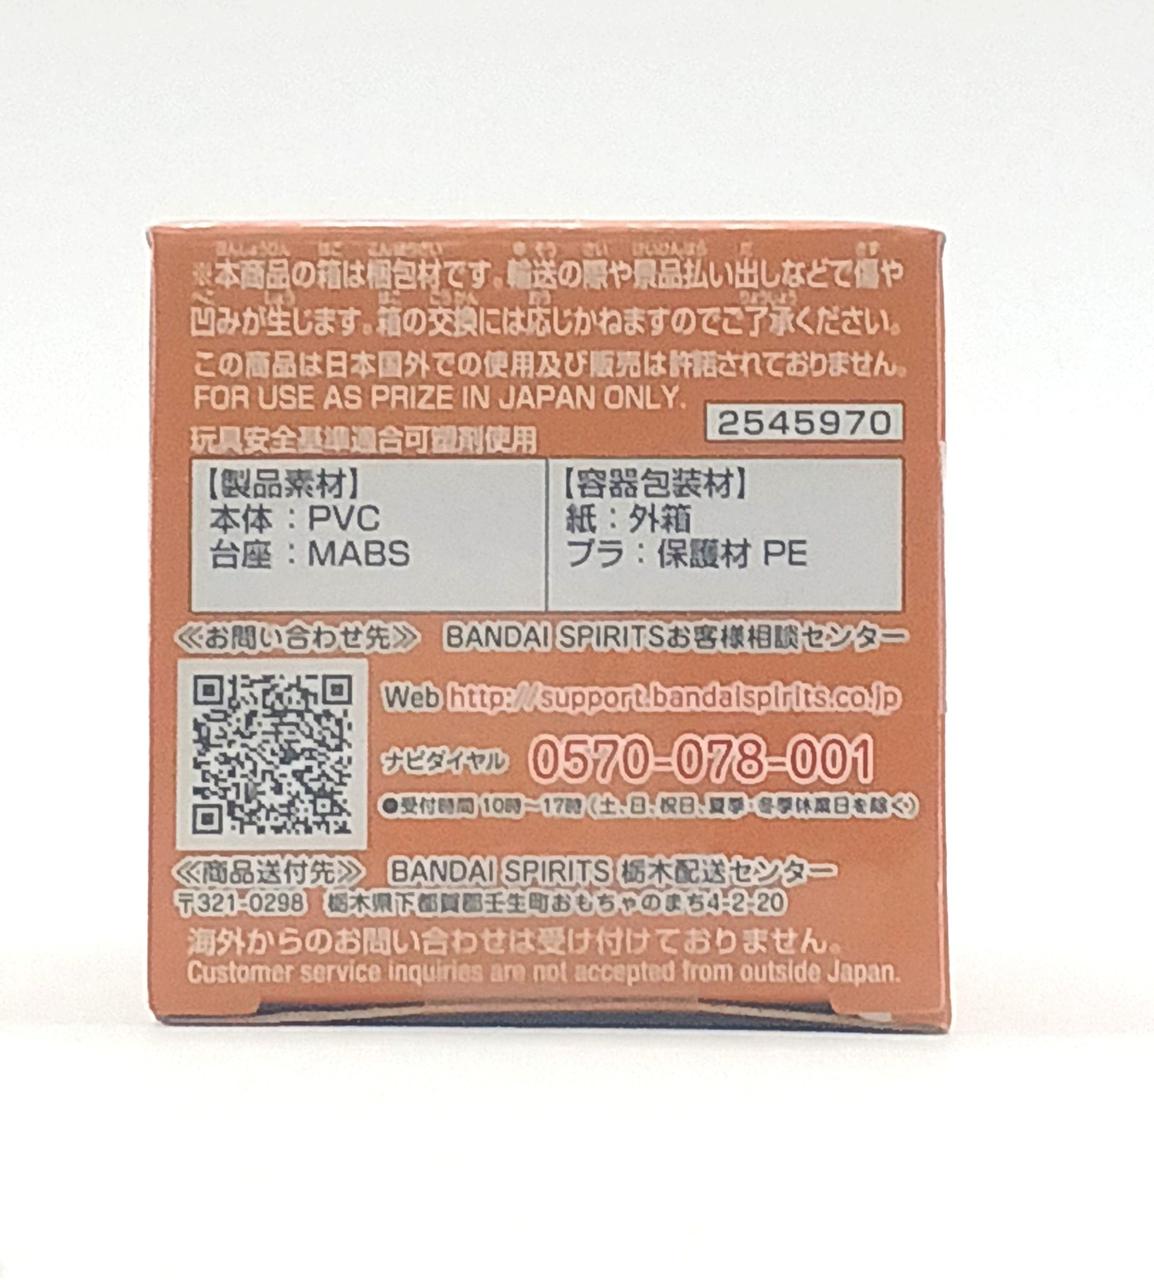 ※本商品の箱は梱包材です。輸送の際や景品払い出しなどで傷や
凹みが生じます。箱の交換には応じかねますのでご了承ください。
この商品は日本国外での使用及び販売は許諾されておりません。
FOR USE AS PRIZE IN JAPAN ONLY.
2545970
玩具安全基準適合可塑剤使用
【製品素材】
本体：PVC
台座：MABS
【容器包装材】
紙：外箱
プラ：保護材 PE
≪お問い合わせ先≫ BANDAI SPIRITSお客様相談センター
Web http://support.bandaispirits.co.jp
ナビダイヤル 0570-078-001
●受付時間 10時～17時（土、日、祝日、夏季・冬季休業日を除く）
≪商品送付先≫ BANDAI SPIRITS 栃木配送センター
〒321-0298 栃木県下都賀郡壬生町おもちゃのまち4-2-20
海外からのお問い合わせは受け付けておりません。
Customer service inquiries are not accepted from outside Japan.